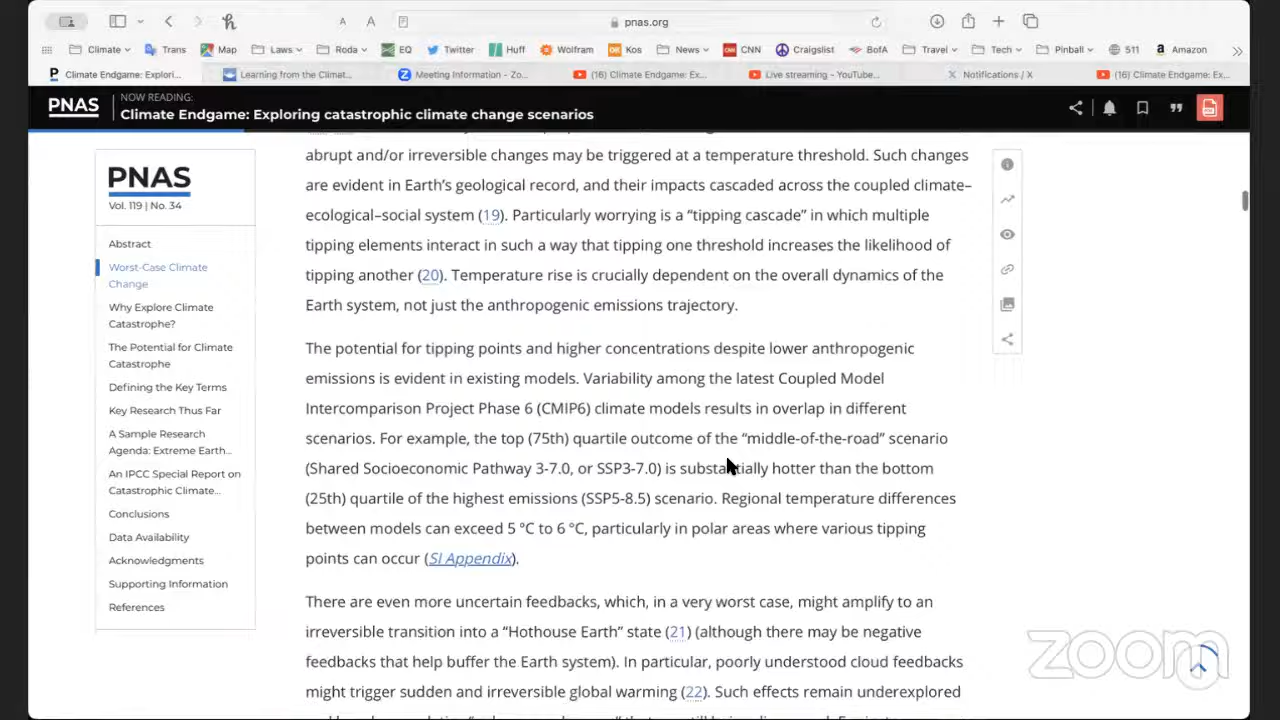 A A pnas.org
Climate Trans Map Laws Roda EQ Twitter Huff Wolfram Kos News CNN Craigslist BofA Travel Tech Pinball 511 Amazon
Climate Endgame: Explori... Learning from the Climat... Meeting Information - Zo... (16) Climate Endgame: Ex... Live streaming - YouTube... Notifications / X (16) Climate Endgame: Ex...
PNAS
NOW READING:
Climate Endgame: Exploring catastrophic climate change scenarios
PNAS
Vol. 119 | No. 34
Abstract
Worst-Case Climate
Change
Why Explore Climate
Catastrophe?
The Potential for Climate
Catastrophe
Defining the Key Terms
Key Research Thus Far
A Sample Research
Agenda: Extreme Earth...
An IPCC Special Report on
Catastrophic Climate...
Conclusions
Data Availability
Acknowledgments
Supporting Information
References
abrupt and/or irreversible changes may be triggered at a temperature threshold. Such changes
are evident in Earth’s geological record, and their impacts cascaded across the coupled climate–
ecological–social system (19). Particularly worrying is a “tipping cascade” in which multiple
tipping elements interact in such a way that tipping one threshold increases the likelihood of
tipping another (20). Temperature rise is crucially dependent on the overall dynamics of the
Earth system, not just the anthropogenic emissions trajectory.
The potential for tipping points and higher concentrations despite lower anthropogenic
emissions is evident in existing models. Variability among the latest Coupled Model
Intercomparison Project Phase 6 (CMIP6) climate models results in overlap in different
scenarios. For example, the top (75th) quartile outcome of the “middle-of-the-road” scenario
(Shared Socioeconomic Pathway 3-7.0, or SSP3-7.0) is substantially hotter than the bottom
(25th) quartile of the highest emissions (SSP5-8.5) scenario. Regional temperature differences
between models can exceed 5 °C to 6 °C, particularly in polar areas where various tipping
points can occur (SI Appendix).
There are even more uncertain feedbacks, which, in a very worst case, might amplify to an
irreversible transition into a “Hothouse Earth” state (21) (although there may be negative
feedbacks that help buffer the Earth system). In particular, poorly understood cloud feedbacks
might trigger sudden and irreversible global warming (22). Such effects remain underexplored
zoom